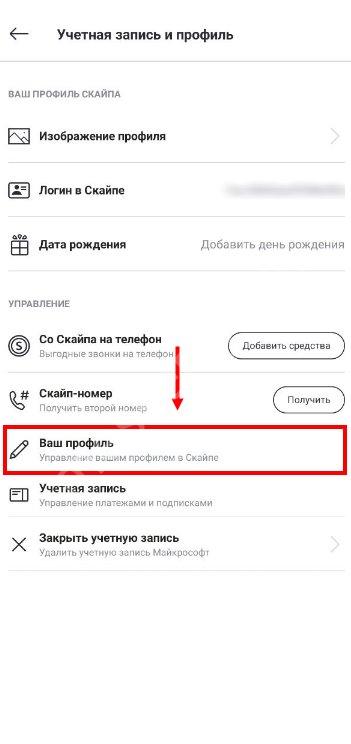 Учетная запись и профиль
ВАШ ПРОФИЛЬ СКАЙПА
Изображение профиля
Логин в Скайпе
Дата рождения
Добавить день рождения
УПРАВЛЕНИЕ
Со Скайпа на телефон
Выгодные звонки на телефон
Добавить средства
Скайп-номер
Получить второй номер
Получить
Ваш профиль
Управление вашим профилем в Скайпе
Учетная запись
Управление платежами и подписками
Закрыть учетную запись
Удалить учетную запись Майкрософт